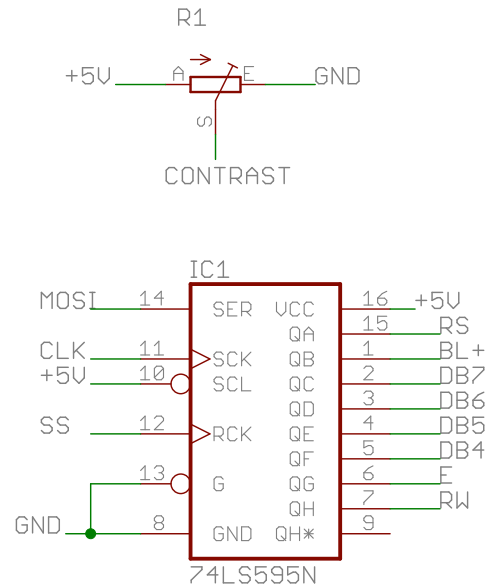 R1
+5V A E GND
S
CONTRAST
IC1
MOSI 14 SER VCC 16 +5V
QA 15 RS
CLK 11 SCK QB 1 BL+
+5V 10 SCL QC 2 DB7
QD 3 DB6
SS 12 RCK QE 4 DB5
QF 5 DB4
13 G QG 6 E
QH 7 RW
GND 8 GND QH* 9
74LS595N